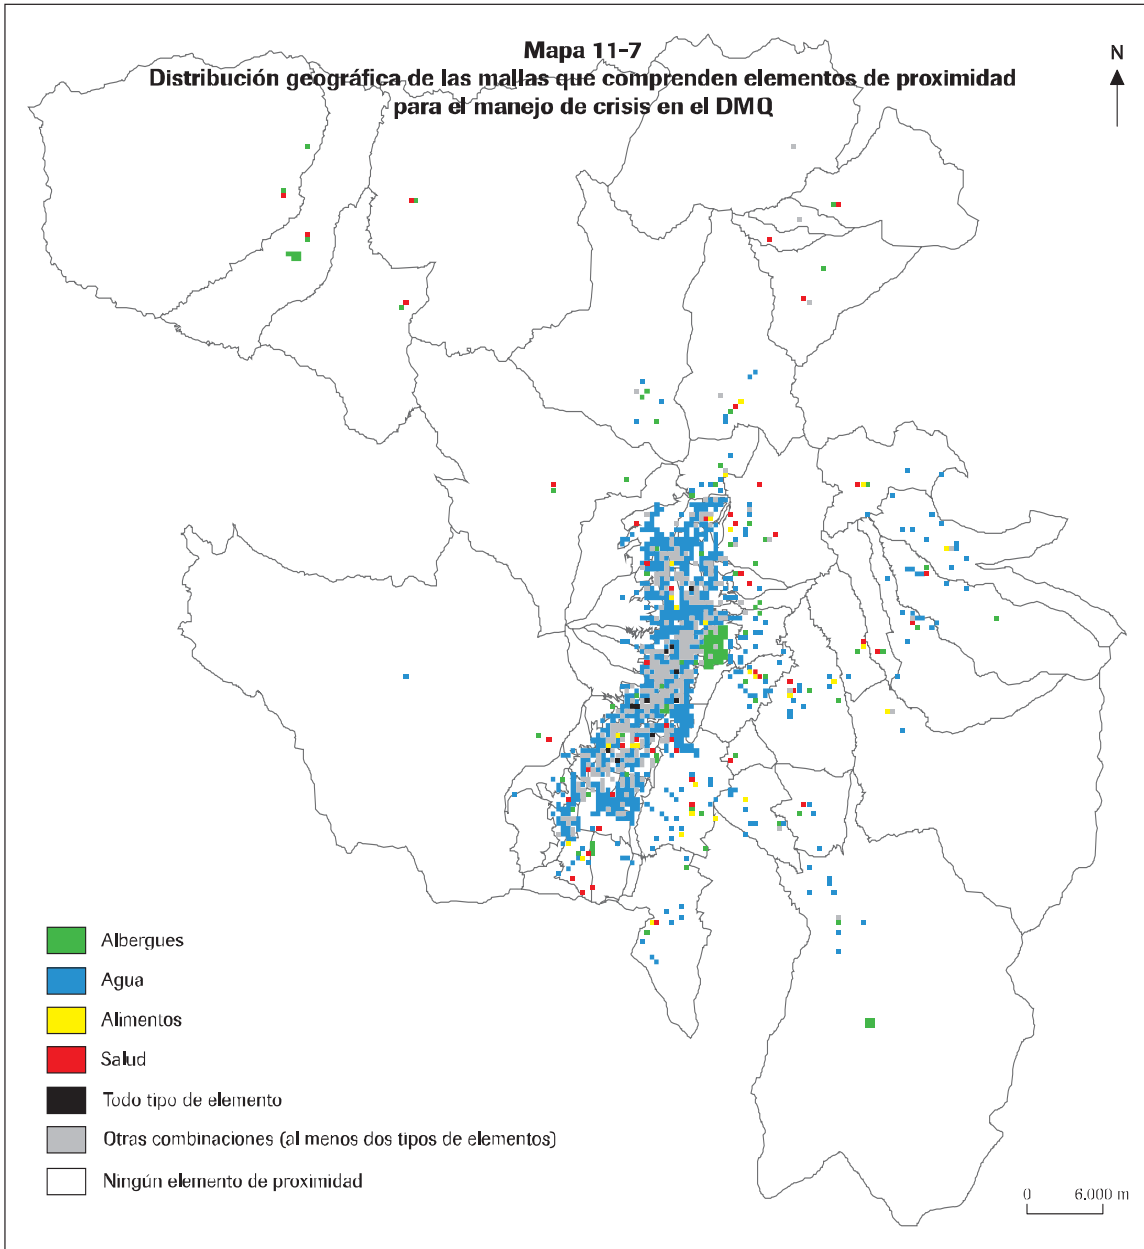 Mapa 11-7
Distribución geográfica de las mallas que comprenden elementos de proximidad
para el manejo de crisis en el DMQ
N
Albergues
Agua
Alimentos
Salud
Todo tipo de elemento
Otras combinaciones (al menos dos tipos de elementos)
Ningún elemento de proximidad
0 6.000 m